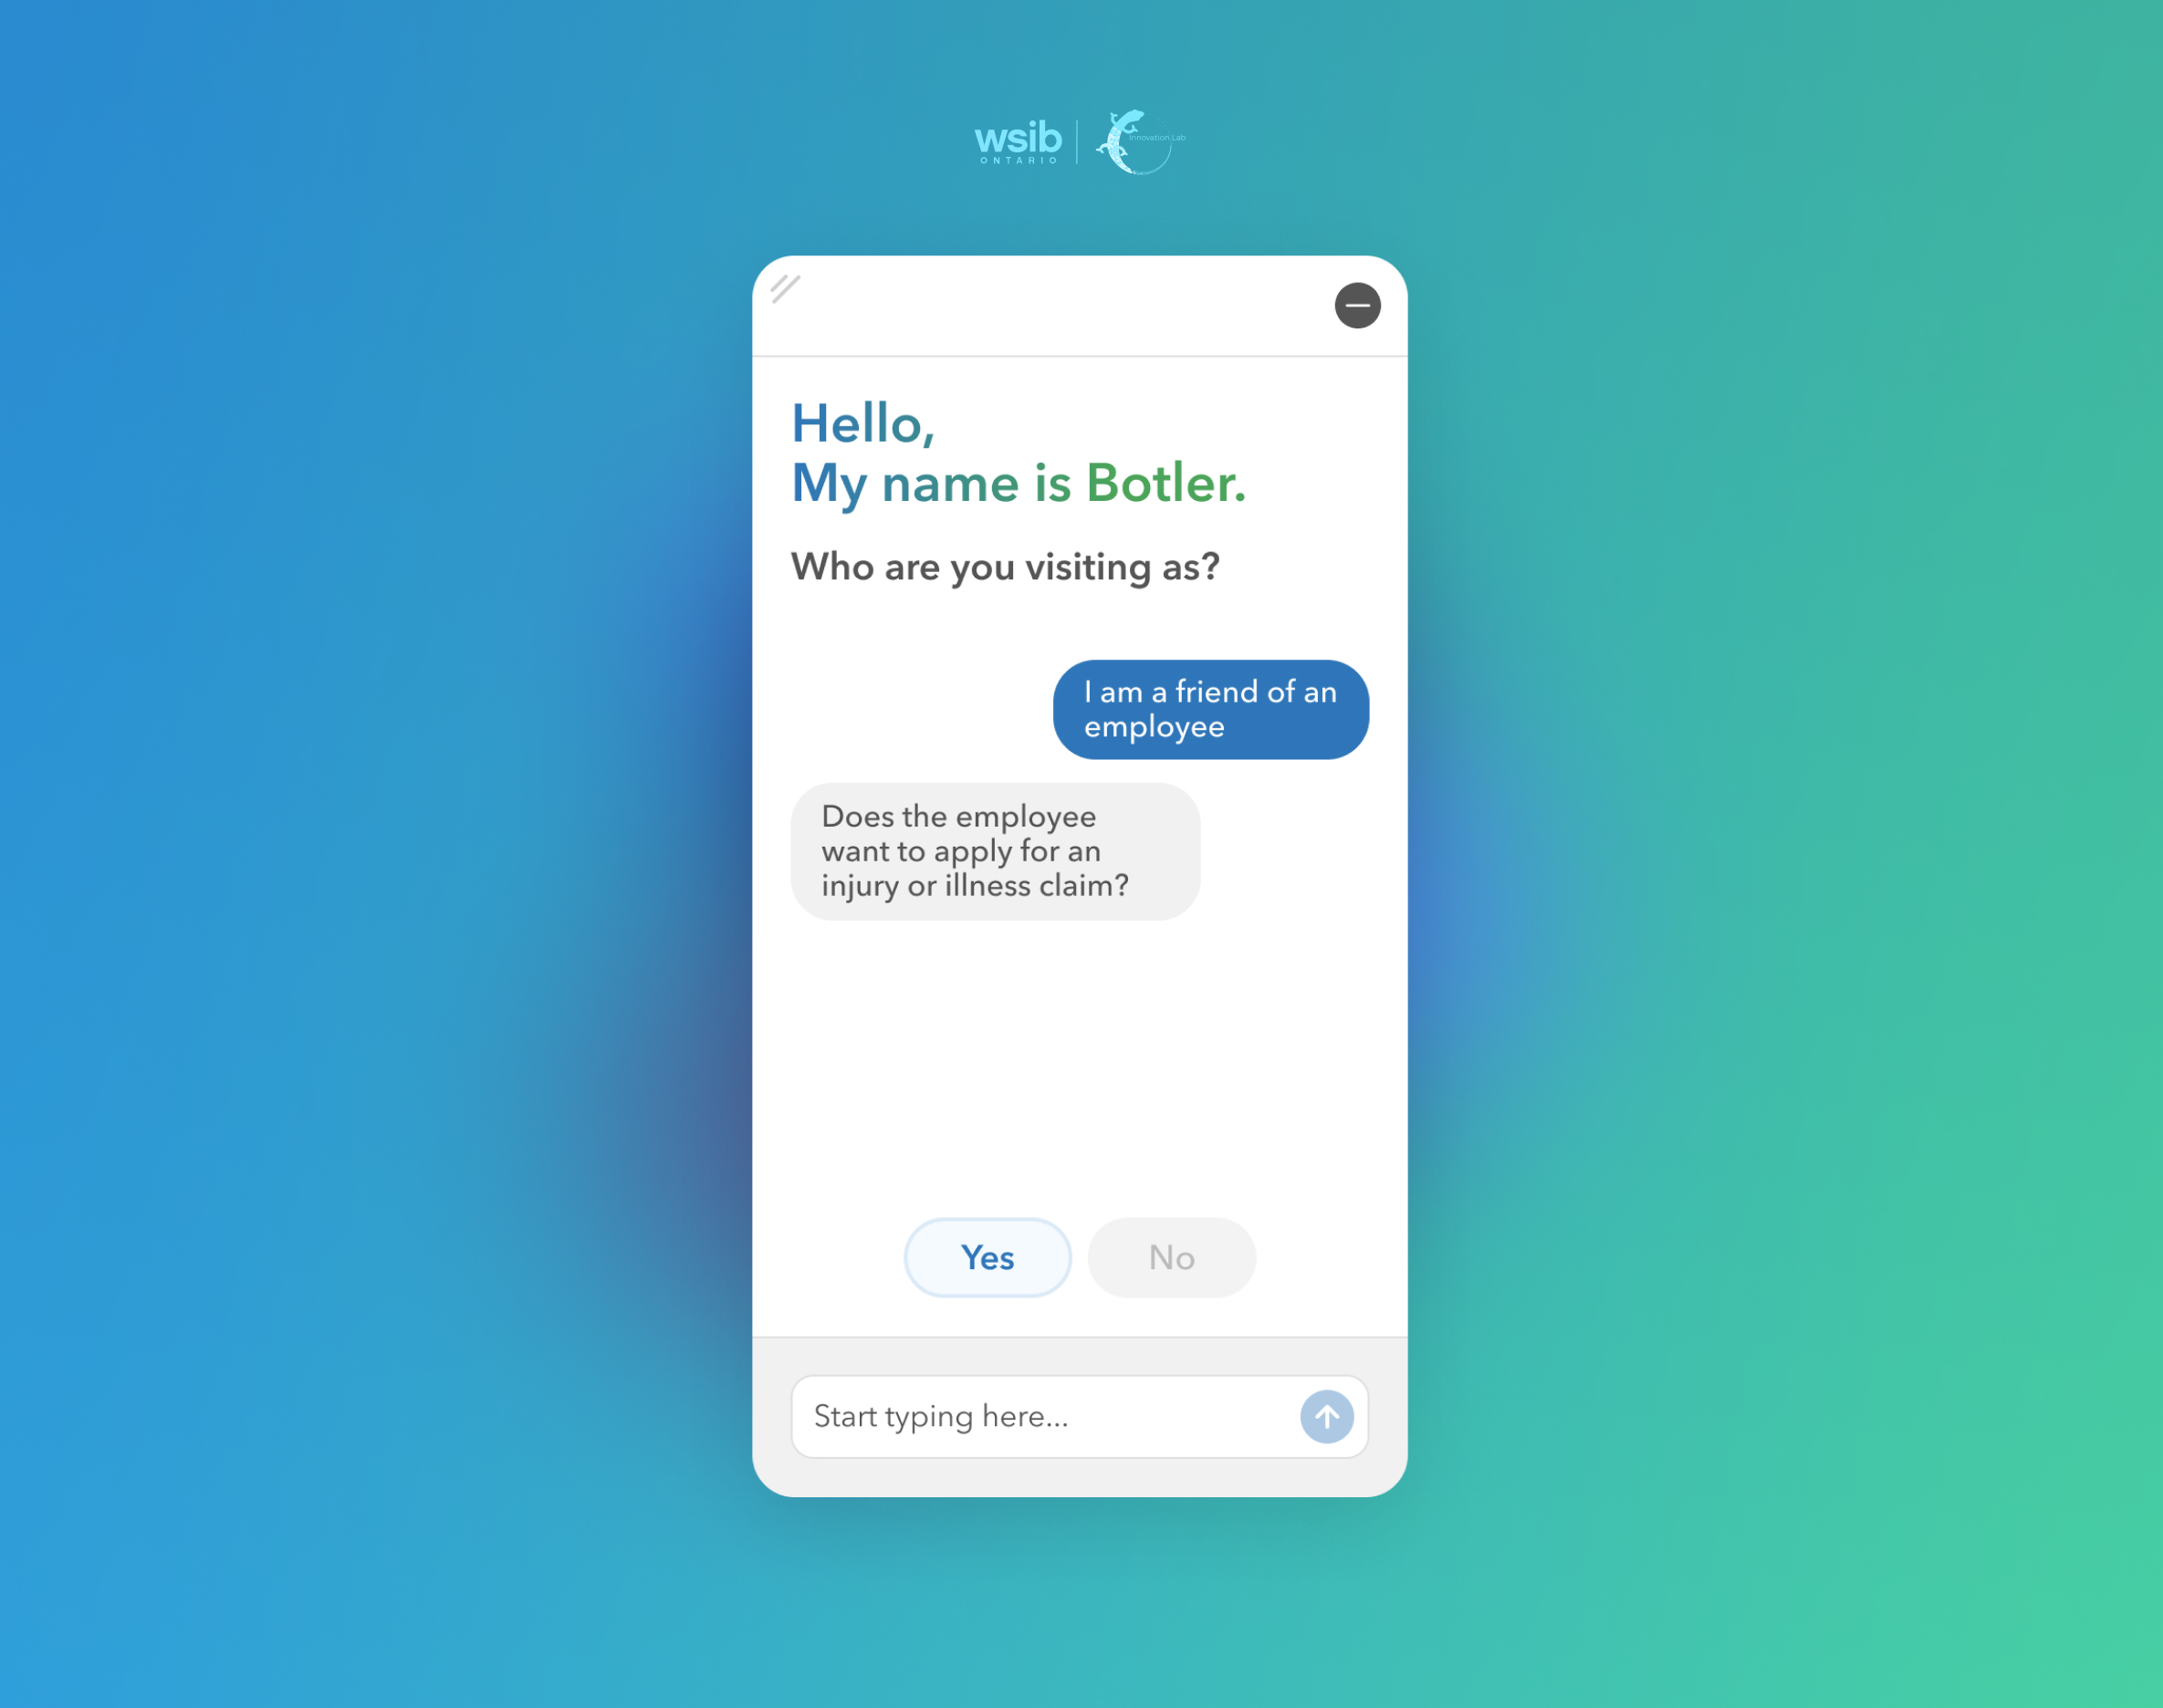 wsib
ONTARIO
Innovation Lab
Hello,
My name is Botler.
Who are you visiting as?
I am a friend of an
employee
Does the employee
want to apply for an
injury or illness claim?
Yes
No
Start typing here...